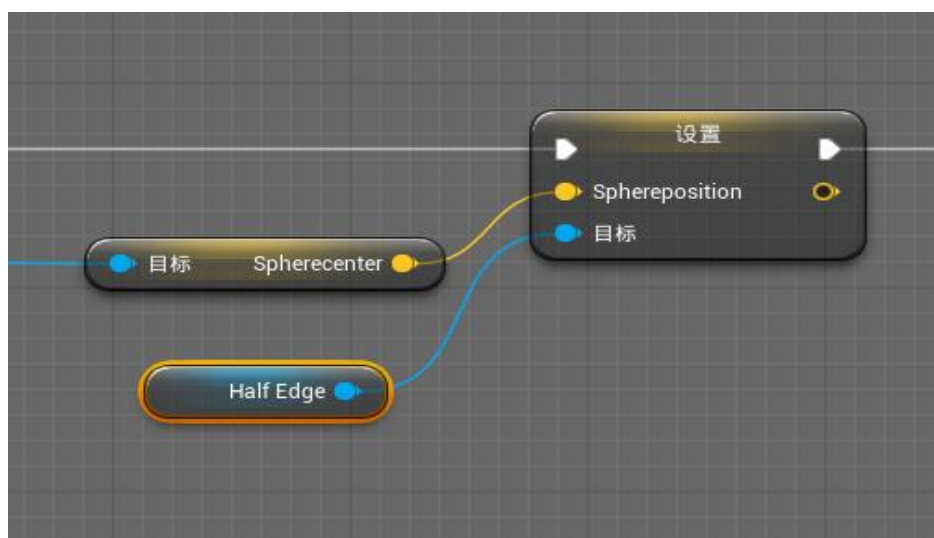 设置
Sphereposition
目标
目标 Spherecenter
Half Edge